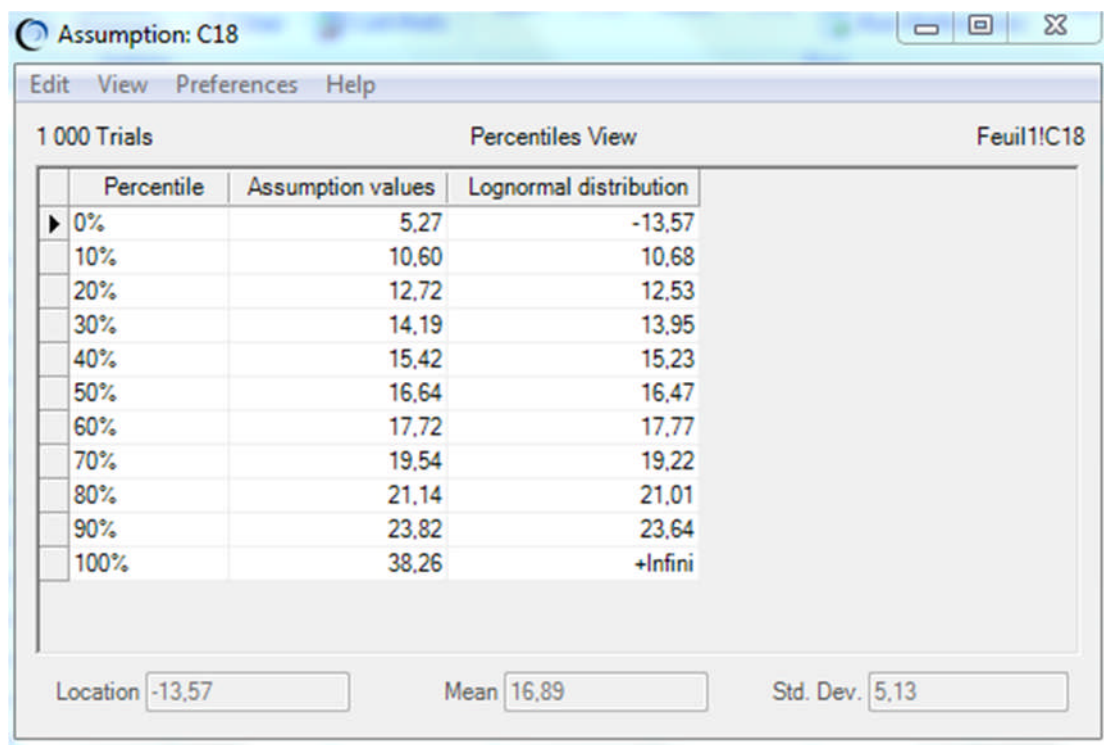 Assumption: C18
Edit View Preferences Help
1 000 Trials Percentiles View Feuil1!C18
Percentile Assumption values Lognormal distribution
0% 5,27 -13,57
10% 10,60 10,68
20% 12,72 12,53
30% 14,19 13,95
40% 15,42 15,23
50% 16,64 16,47
60% 17,72 17,77
70% 19,54 19,22
80% 21,14 21,01
90% 23,82 23,64
100% 38,26 +Infini
Location -13,57 Mean 16,89 Std. Dev. 5,13